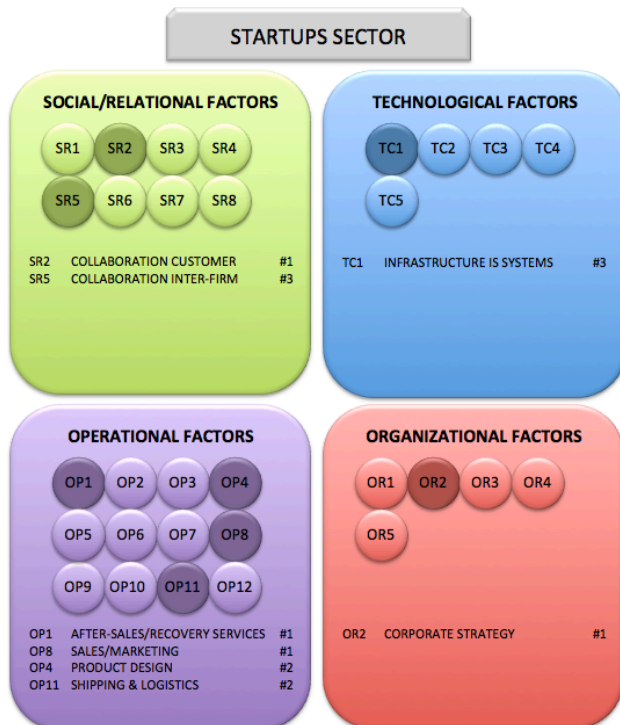 STARTUPS SECTOR
SOCIAL/RELATIONAL FACTORS
SR1 SR2 SR3 SR4
SR5 SR6 SR7 SR8
SR2 COLLABORATION CUSTOMER #1
SR5 COLLABORATION INTER-FIRM #3
TECHNOLOGICAL FACTORS
TC1 TC2 TC3 TC4
TC5
TC1 INFRASTRUCTURE IS SYSTEMS #3
OPERATIONAL FACTORS
OP1 OP2 OP3 OP4
OP5 OP6 OP7 OP8
OP9 OP10 OP11 OP12
OP1 AFTER-SALES/RECOVERY SERVICES #1
OP8 SALES/MARKETING #1
OP4 PRODUCT DESIGN #2
OP11 SHIPPING & LOGISTICS #2
ORGANIZATIONAL FACTORS
OR1 OR2 OR3 OR4
OR5
OR2 CORPORATE STRATEGY #1